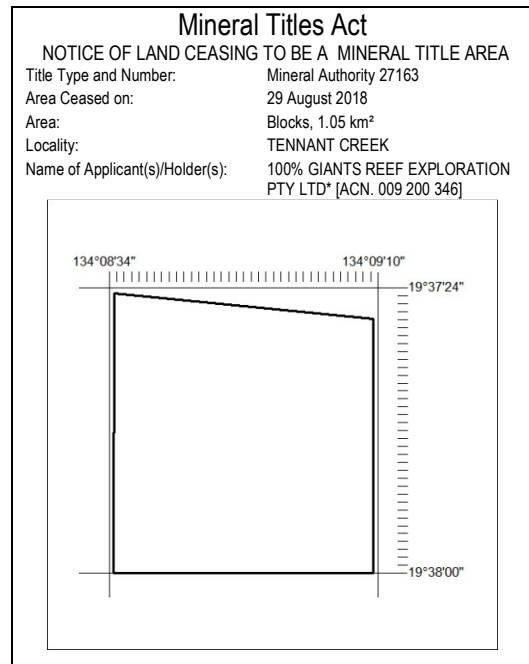 Mineral Titles Act
NOTICE OF LAND CEASING TO BE A MINERAL TITLE AREA
Title Type and Number: Mineral Authority 27163
Area Ceased on: 29 August 2018
Area: Blocks, 1.05 km²
Locality: TENNANT CREEK
Name of Applicant(s)/Holder(s): 100% GIANTS REEF EXPLORATION
PTY LTD* [ACN. 009 200 346]
134°08'34" 134°09'10"
19°37'24"
19°38'00"